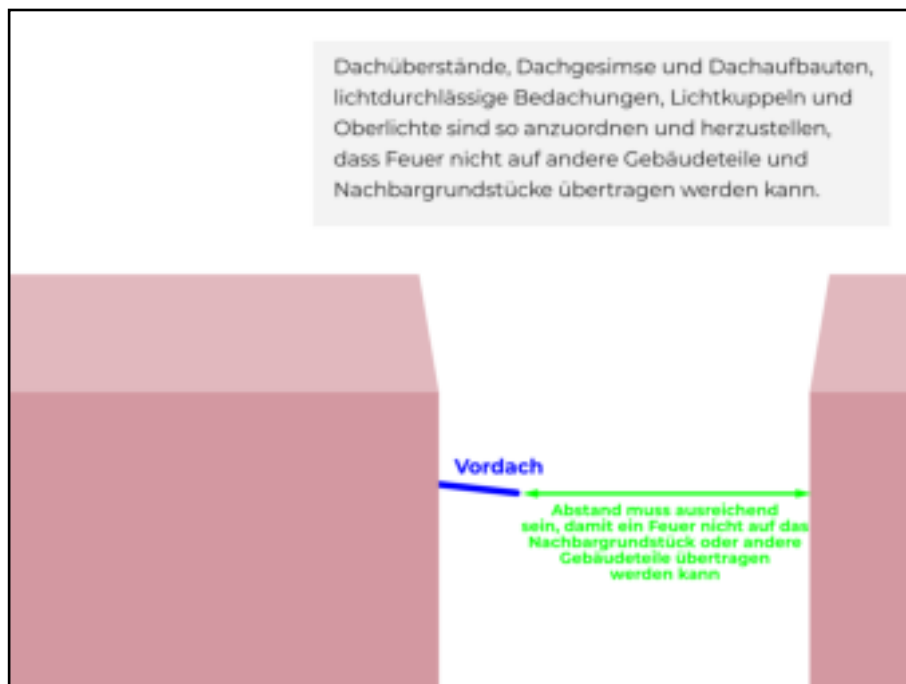 Dachüberstände, Dachgesimse und Dachaufbauten,
lichtdurchlässige Bedachungen, Lichtkuppeln und
Oberlichte sind so anzuordnen und herzustellen,
dass Feuer nicht auf andere Gebäudeteile und
Nachbargrundstücke übertragen werden kann.
Vordach
Abstand muss ausreichend
sein, damit ein Feuer nicht auf das
Nachbargrundstück oder andere
Gebäudeteile übertragen
werden kann